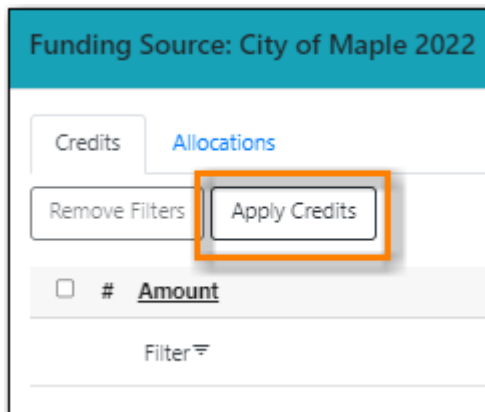 Funding Source: City of Maple 2022
Credits Allocations
Remove Filters Apply Credits
# Amount
Filter